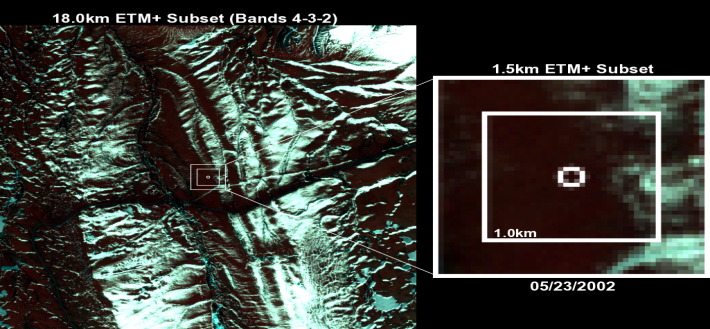 18.0km ETM+ Subset (Bands 4-3-2)
1.5km ETM+ Subset
1.0km
05/23/2002